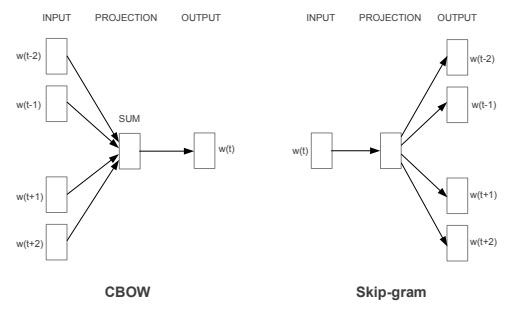 INPUT PROJECTION OUTPUT
w(t-2)
w(t-1)
SUM
w(t)
w(t+1)
w(t+2)
CBOW
INPUT PROJECTION OUTPUT
w(t-2)
w(t-1)
w(t)
w(t+1)
w(t+2)
Skip-gram